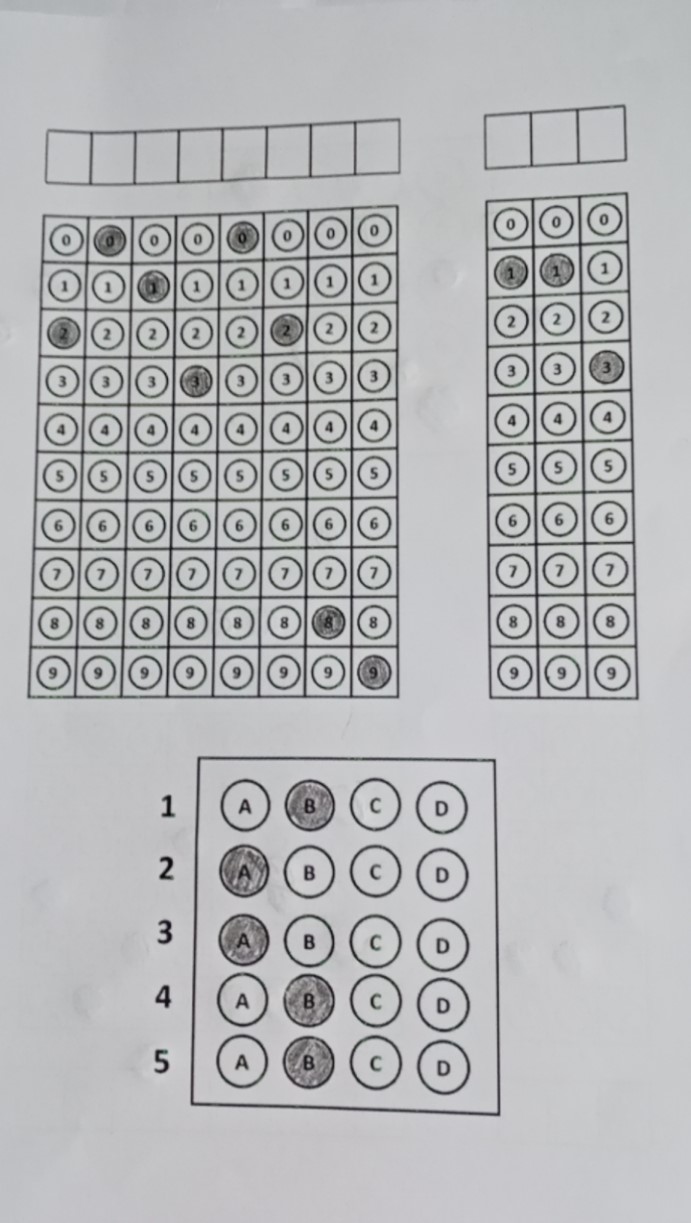 0 0 0 0 0 0 0 0 0 0 0
1 1 1 1 1 1 1 1 1 1 1
2 2 2 2 2 2 2 2 2 2 2
3 3 3 3 3 3 3 3 3 3 3
4 4 4 4 4 4 4 4 4 4 4
5 5 5 5 5 5 5 5 5 5 5
6 6 6 6 6 6 6 6 6 6 6
7 7 7 7 7 7 7 7 7 7 7
8 8 8 8 8 8 8 8 8 8 8
9 9 9 9 9 9 9 9 9 9 9
1 A B C D
2 A B C D
3 A B C D
4 A B C D
5 A B C D